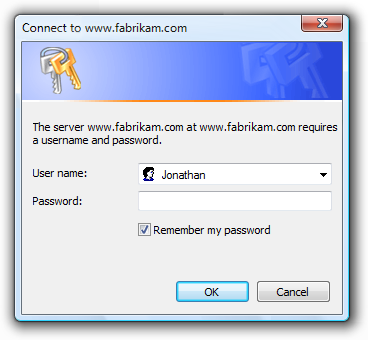 Connect to www.fabrikam.com
The server www.fabrikam.com at www.fabrikam.com requires
a username and password.
User name:
Jonathan
Password:
Remember my password
OK
Cancel